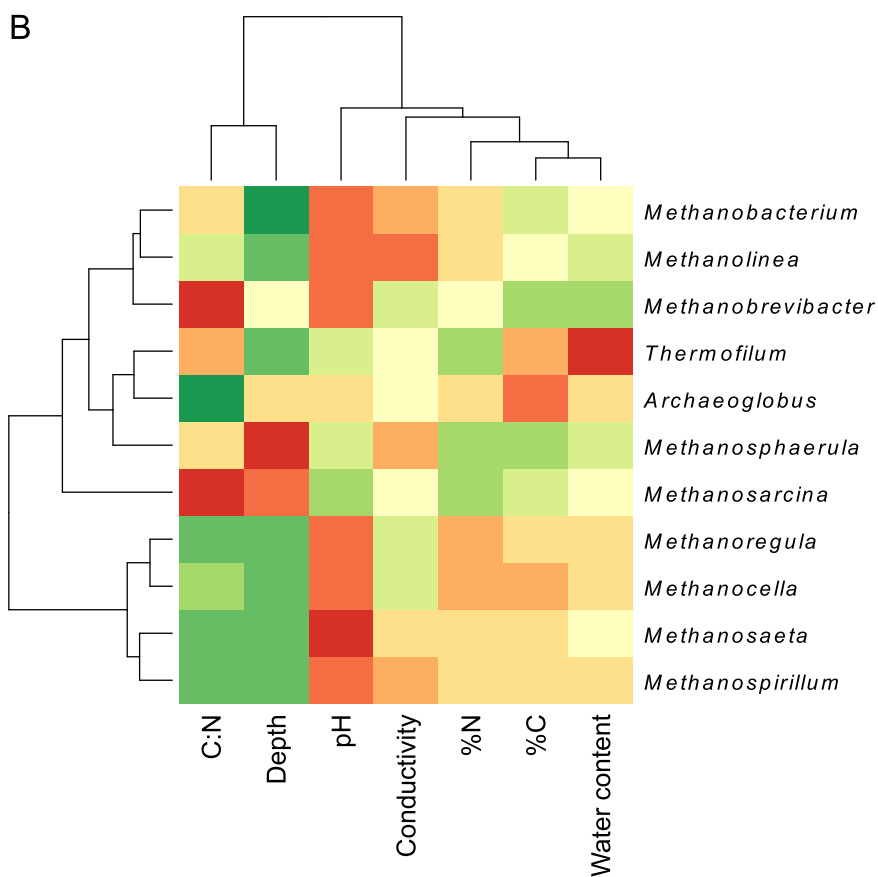 B
Methanobacterium
Methanolinea
Methanobrevibacter
Thermofilum
Archaeoglobus
Methanosphaerula
Methanosarcina
Methanoregula
Methanocella
Methanosaeta
Methanospirillum
C:N
Depth
pH
Conductivity
%N
%C
Water content